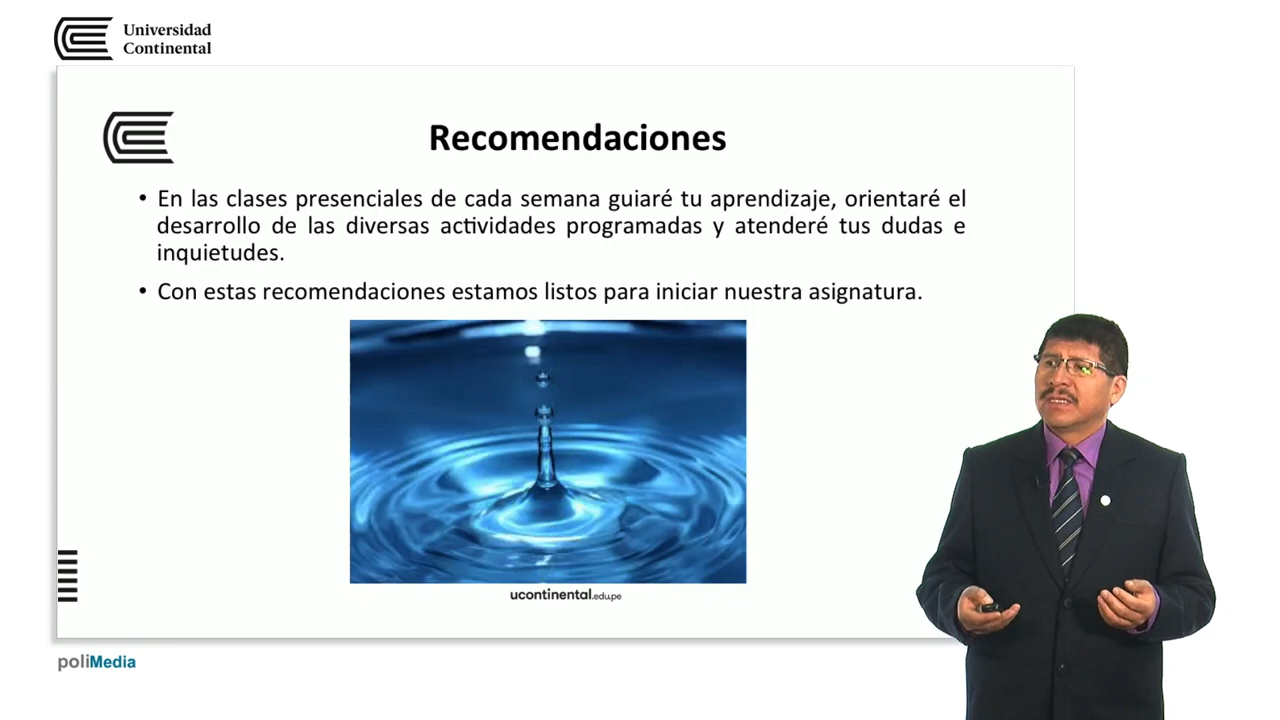 Universidad
Continental
Recomendaciones
• En las clases presenciales de cada semana guiaré tu aprendizaje, orientaré el
desarrollo de las diversas actividades programadas y atenderé tus dudas e
inquietudes.
• Con estas recomendaciones estamos listos para iniciar nuestra asignatura.
ucontinental.edu.pe
poliMedia